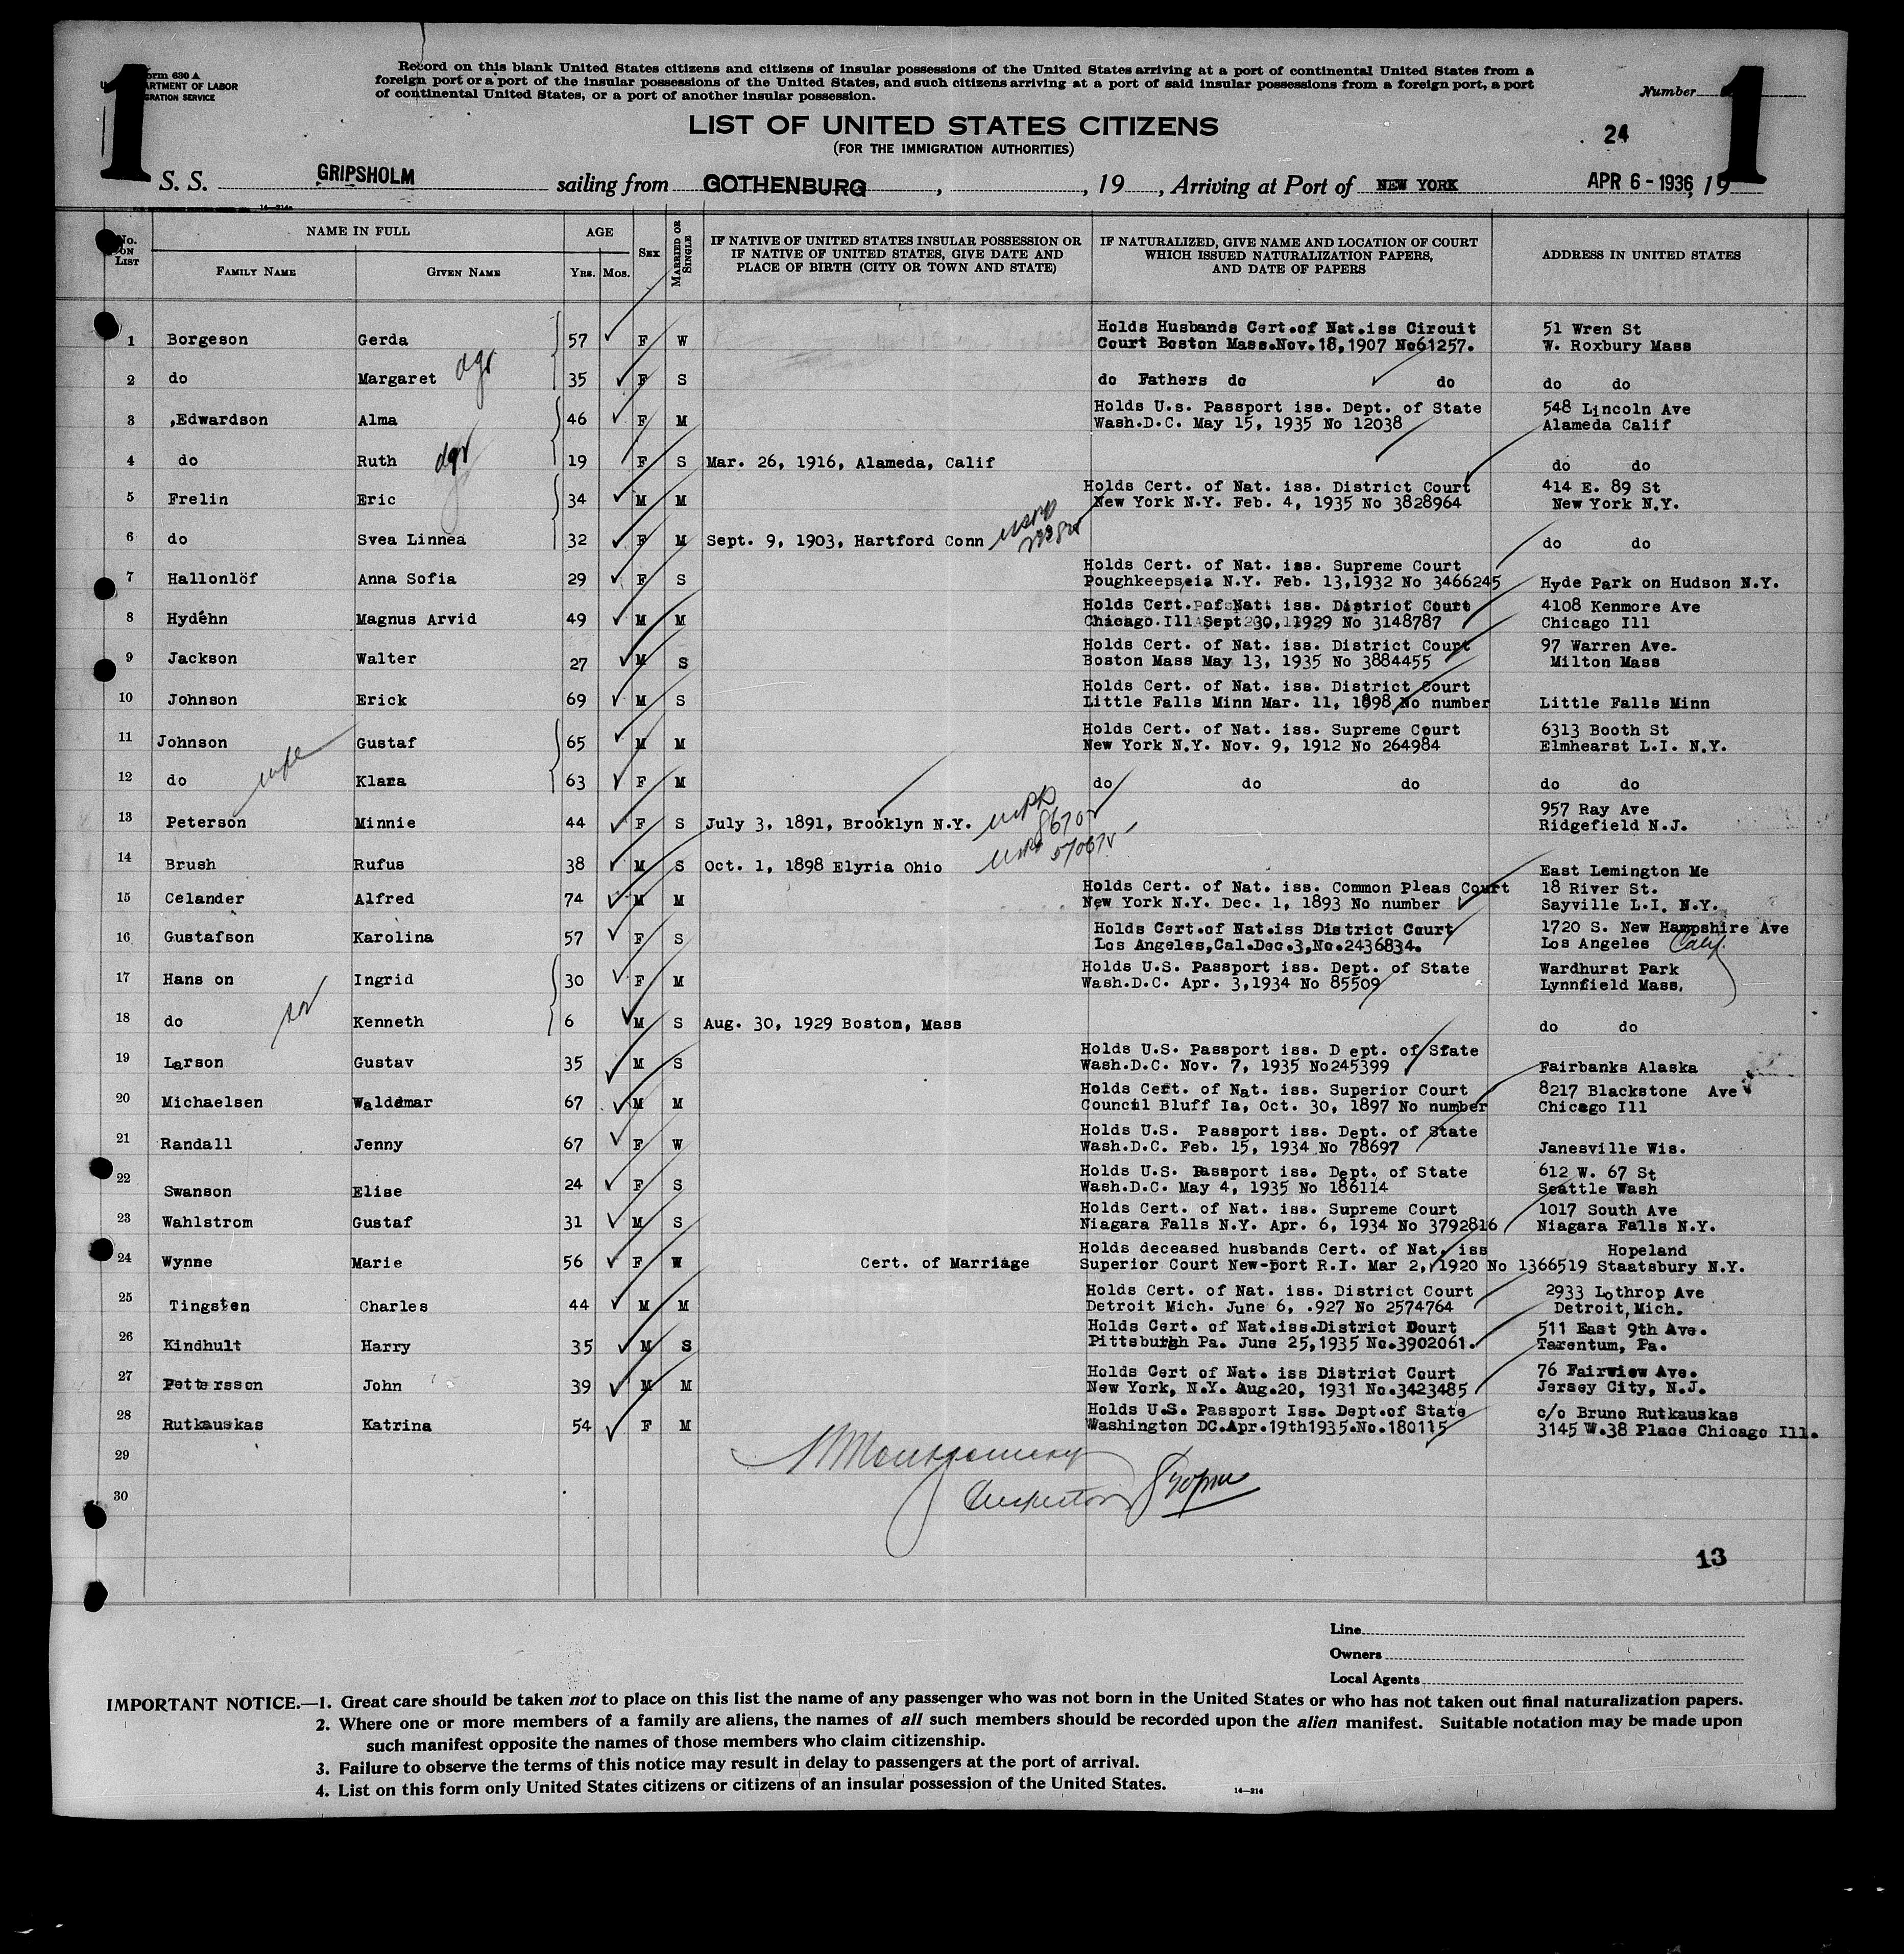 1
Form 630 A
DEPARTMENT OF LABOR
IMMIGRATION SERVICE
Record on this blank United States citizens and citizens of insular possessions of the United States arriving at a port of continental United States from a
foreign port or a port of the insular possessions of the United States, and such citizens arriving at a port of said insular possessions from a foreign port, a port
of continental United States, or a port of another insular possession.
Number
1
LIST OF UNITED STATES CITIZENS
(FOR THE IMMIGRATION AUTHORITIES)
24
S. S. GRIPSHOLM sailing from GOTHENBURG, , 19 , Arriving at Port of NEW YORK APR 6 - 1936, 19
14-214a
No. on List
NAME IN FULL
Family Name
Given Name
AGE
Yrs. Mos.
Sex
Married or Single
IF NATIVE OF UNITED STATES INSULAR POSSESSION OR
IF NATIVE OF UNITED STATES, GIVE DATE AND
PLACE OF BIRTH (CITY OR TOWN AND STATE)
IF NATURALIZED, GIVE NAME AND LOCATION OF COURT
WHICH ISSUED NATURALIZATION PAPERS,
AND DATE OF PAPERS
ADDRESS IN UNITED STATES
Holds Husbands Cert.of Nat.iss Circuit 51 Wren St
1 Borgeson Gerda 57 F W Court Boston Mass.Nov.18,1907 No61257. W. Roxbury Mass
2 do Margaret dgr 35 F S do Fathers do do do do
Holds U.s. Passport iss. Dept. of State 548 Lincoln Ave
3 ,Edwardson Alma 46 F M Wash.D.C. May 15, 1935 No 12038 Alameda Calif
4 do Ruth dgr 19 F S Mar. 26, 1916, Alameda, Calif do do
Holds Cert. of Nat. iss. District Court 414 E. 89 St
5 Frelin Eric 34 M M New York N.Y. Feb. 4, 1935 No 3828964 New York N.Y.
6 do Svea Linnea 32 F M Sept. 9, 1903, Hartford Conn do do
Holds Cert. of Nat. iss. Supreme Court
7 Hallonlöf Anna Sofia 29 F S Poughkeepseia N.Y. Feb. 13,1932 No 3466245 Hyde Park on Hudson N.Y.
Holds Cert. of Nat. iss. District Court 4108 Kenmore Ave
8 Hydéhn Magnus Arvid 49 M M Chicago Ill Sept 30, 1929 No 3148787 Chicago Ill
Holds Cert. of Nat. iss. District Court 97 Warren Ave.
9 Jackson Walter 27 M S Boston Mass May 13, 1935 No 3884455 Milton Mass
Holds Cert. of Nat. iss. District Court
10 Johnson Erick 69 M S Little Falls Minn Mar. 11, 1898 No number Little Falls Minn
Holds Cert. of Nat. iss. Supreme Court 6313 Booth St
11 Johnson Gustaf 65 M M New York N.Y. Nov. 9, 1912 No 264984 Elmhearst L.I. N.Y.
12 do wife Klara 63 F M do do do do do
957 Ray Ave
13 Peterson Minnie 44 F S July 3, 1891, Brooklyn N.Y. Ridgefield N.J.
14 Brush Rufus 38 M S Oct. 1, 1898 Elyria Ohio East Lemington Me
Holds Cert. of Nat. iss. Common Pleas Court 18 River St.
15 Celander Alfred 74 M M New York N.Y. Dec. 1, 1893 No number Sayville L.I. N.Y.
Holds Cert.of Nat.iss District Court 1720 S. New Hampshire Ave
16 Gustafson Karolina 57 F S Los Angeles,Cal.Dec.3,No.2436834. Los Angeles Calif.
Holds U.S. Passport iss. Dept. of State Wardhurst Park
17 Hans on Ingrid 30 F M Wash.D.C. Apr. 3,1934 No 85509 Lynnfield Mass.
18 do son Kenneth 6 M S Aug. 30, 1929 Boston, Mass do do
Holds U.S. Passport iss. D ept. of State
19 Larson Gustav 35 M S Wash.D.C. Nov. 7, 1935 No245399 Fairbanks Alaska
Holds Cert. of Nat. iss. Superior Court 8217 Blackstone Ave
20 Michaelsen Waldemar 67 M M Council Bluff Ia, Oct. 30, 1897 No number Chicago Ill
Holds U.S. Passport iss. Dept. of State
21 Randall Jenny 67 F W Wash.D.C. Feb. 15, 1934 No 78697 Janesville Wis.
Holds U.S. Passport iss. Dept. of State 612 W. 67 St
22 Swanson Elise 24 F S Wash.D.C. May 4, 1935 No 186114 Seattle Wash
Holds Cert. of Nat. iss. Supreme Court 1017 South Ave
23 Wahlstrom Gustaf 31 M S Niagara Falls N.Y. Apr. 6, 1934 No 3792816 Niagara Falls N.Y.
Holds deceased husbands Cert. of Nat. iss Hopeland
24 Wynne Marie 56 F W Cert. of Marriage Superior Court New-port R.I. Mar 2, 1920 No 1366519 Staatsbury N.Y.
Holds Cert. of Nat. iss. District Court 2933 Lothrop Ave
25 Tingsten Charles 44 M M Detroit Mich. June 6, .927 No 2574764 Detroit, Mich.
Holds Cert. of Nat.iss.District Court 511 East 9th Ave.
26 Kindhult Harry 35 M S Pittsburgh Pa. June 25,1935 No.3902061. Tarentum, Pa.
Holds Cert of Nat. iss District Court 76 Fairwiew Ave.
27 Pettersson John 39 M M New York, N.Y. Aug.20, 1931 No.3423485 Jersey City, N.J.
Holds U.S. Passport Iss. Dept.of State c/o Bruno Rutkauskas
28 Rutkauskas Katrina 54 F M Washington DC.Apr.19th1935.No.180115 3145 W.38 Place Chicago Ill.
29 Montgomery
30 Inspector 830pm
13
Line
Owners
Local Agents
IMPORTANT NOTICE.—1. Great care should be taken not to place on this list the name of any passenger who was not born in the United States or who has not taken out final naturalization papers.
2. Where one or more members of a family are aliens, the names of all such members should be recorded upon the alien manifest. Suitable notation may be made upon
such manifest opposite the names of those members who claim citizenship.
3. Failure to observe the terms of this notice may result in delay to passengers at the port of arrival.
4. List on this form only United States citizens or citizens of an insular possession of the United States.
14-214